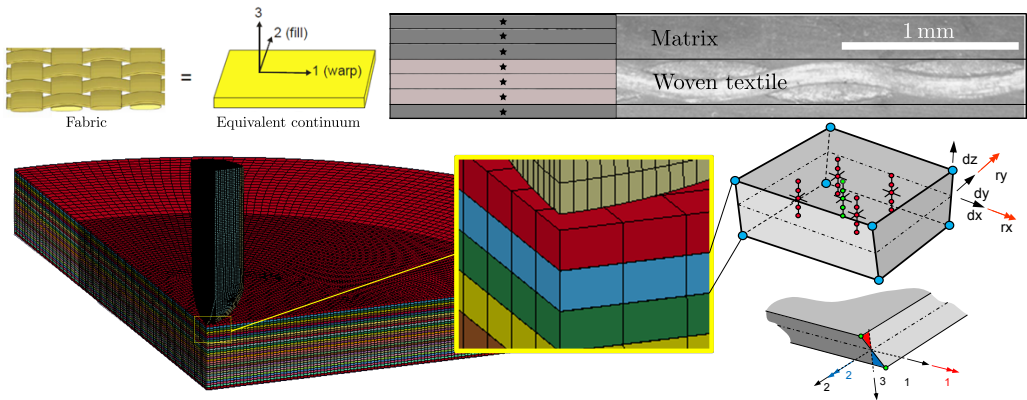 3
2 (fill)
1 (warp)
=
Fabric
Equivalent continuum
Matrix
1 mm
Woven textile
dz
ry
dy
dx
rx
2
2
3
1
1